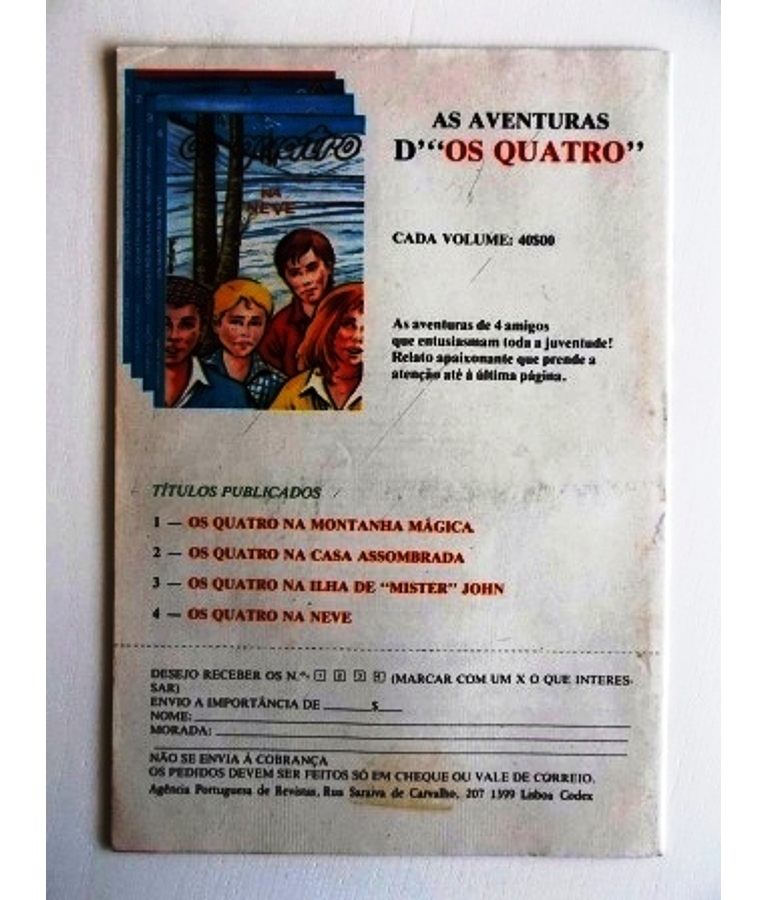 Os quatro
NA
NEVE
AS AVENTURAS
D'“OS QUATRO”
CADA VOLUME: 40$00
As aventuras de 4 amigos
que entusiasmam toda a juventude!
Relato apaixonante que prende a
atenção até à última página.
TÍTULOS PUBLICADOS
1 — OS QUATRO NA MONTANHA MÁGICA
2 — OS QUATRO NA CASA ASSOMBRADA
3 — OS QUATRO NA ILHA DE “MISTER” JOHN
4 — OS QUATRO NA NEVE
DESEJO RECEBER OS N.ºs 1 2 3 4 (MARCAR COM UM X O QUE INTERES-
SAR)
ENVIO A IMPORTÂNCIA DE ______$___
NOME:
MORADA:
NÃO SE ENVIA À COBRANÇA
OS PEDIDOS DEVEM SER FEITOS SÓ EM CHEQUE OU VALE DE CORREIO.
Agência Portuguesa de Revistas, Rua Saraiva de Carvalho, 207 1399 Lisboa Codex